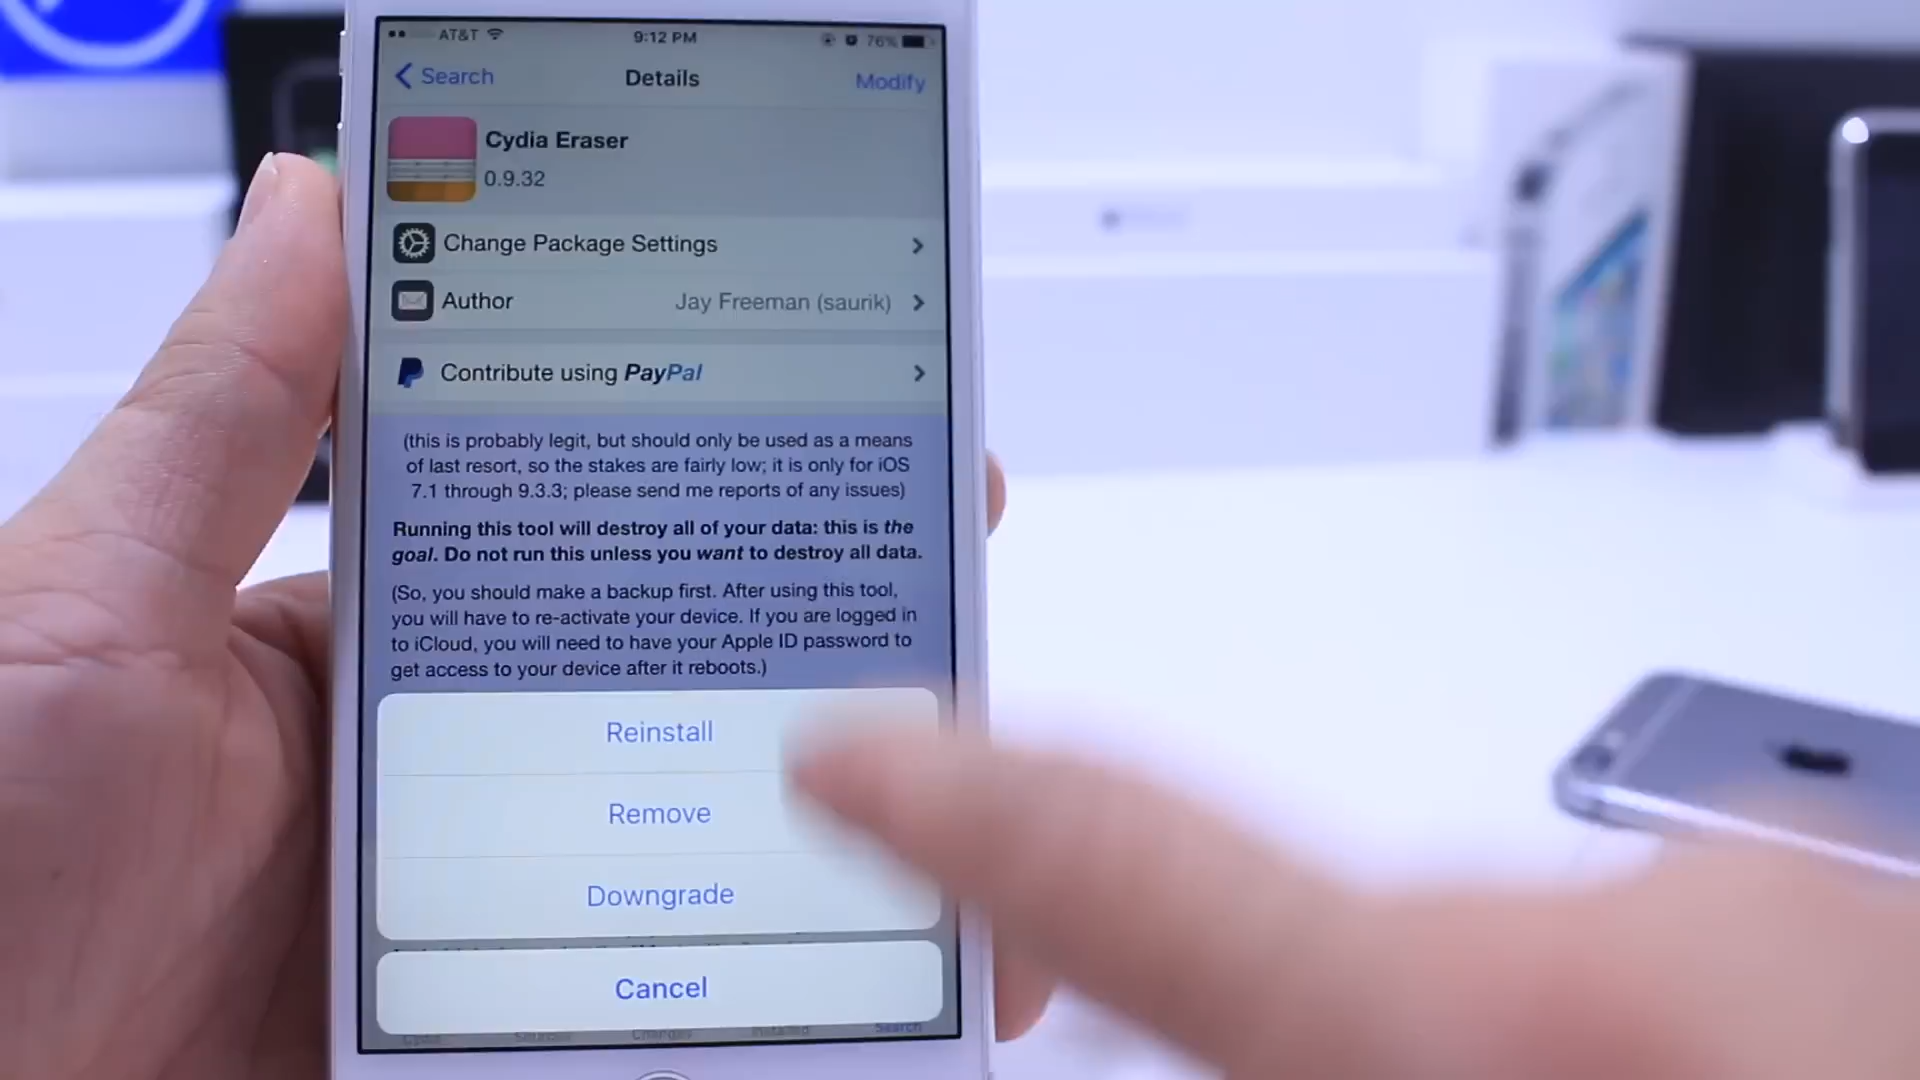 AT&T 9:12 PM 76%
Search Details Modify
Cydia Eraser
0.9.32
Change Package Settings
Author Jay Freeman (saurik)
Contribute using PayPal
(this is probably legit, but should only be used as a means
of last resort, so the stakes are fairly low; it is only for iOS
7.1 through 9.3.3; please send me reports of any issues)
Running this tool will destroy all of your data: this is the
goal. Do not run this unless you want to destroy all data.
(So, you should make a backup first. After using this tool,
you will have to re-activate your device. If you are logged in
to iCloud, you will need to have your Apple ID password to
get access to your device after it reboots.)
Reinstall
Remove
Downgrade
Cancel
Cydia Sources Changes Installed Search